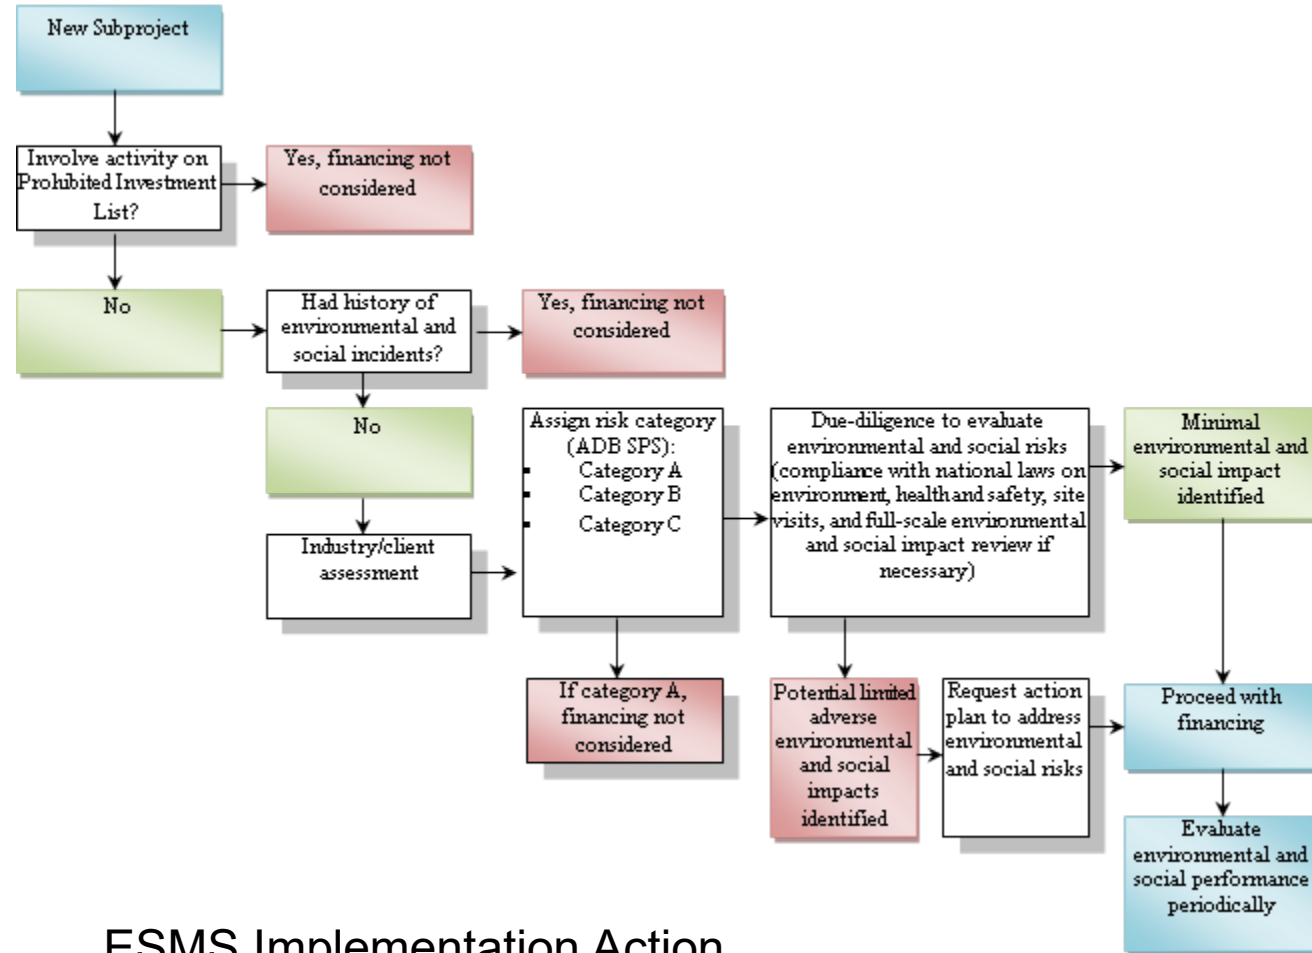 New Subproject
Involve activity on
Prohibited Investment
List?
Yes, financing not
considered
No
Had history of
environmental and
social incidents?
Yes, financing not
considered
No
Industry/client
assessment
Assign risk category
(ADB SPS):
▪ Category A
▪ Category B
▪ Category C
If category A,
financing not
considered
Due-diligence to evaluate
environmental and social risks
(compliance with national laws on
environment, health and safety, site
visits, and full-scale environmental
and social impact review if
necessary)
Minimal
environmental and
social impact
identified
Potential limited
adverse
environmental
and social
impacts
identified
Request action
plan to address
environmental
and social risks
Proceed with
financing
Evaluate
environmental and
social performance
periodically
ESMS Implementation Action